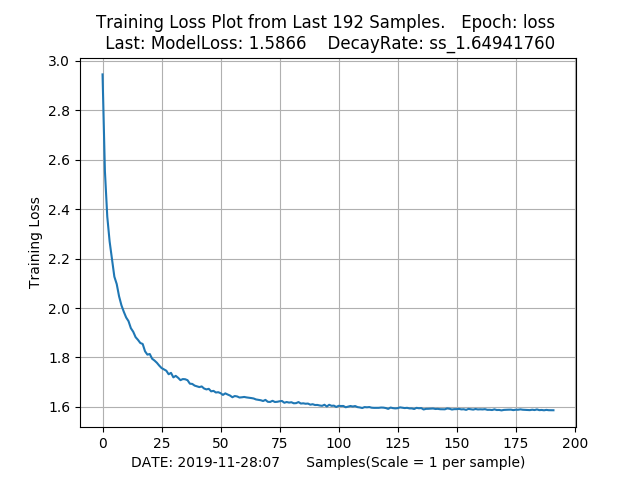 Training Loss Plot from Last 192 Samples. Epoch: loss
Last: ModelLoss: 1.5866 DecayRate: ss_1.64941760
3.0
2.8
2.6
2.4
2.2
2.0
1.8
1.6
Training Loss
0 25 50 75 100 125 150 175 200
DATE: 2019-11-28:07 Samples(Scale = 1 per sample)